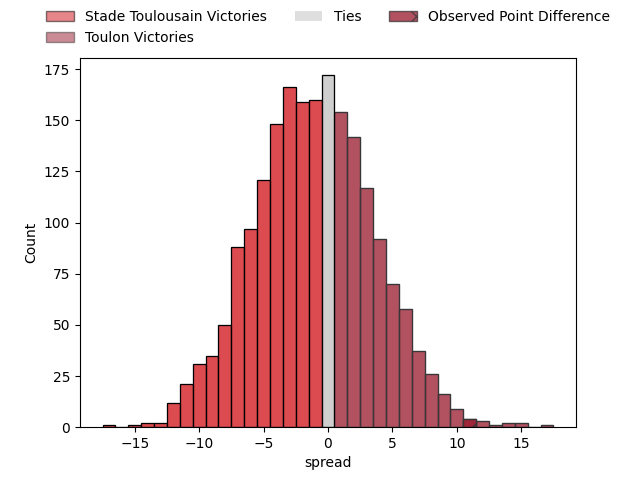 Stade Toulousain Victories
Ties
Observed Point Difference
Toulon Victories
175
150
125
100
75
50
25
0
Count
−15
−10
−5
0
5
10
15
spread